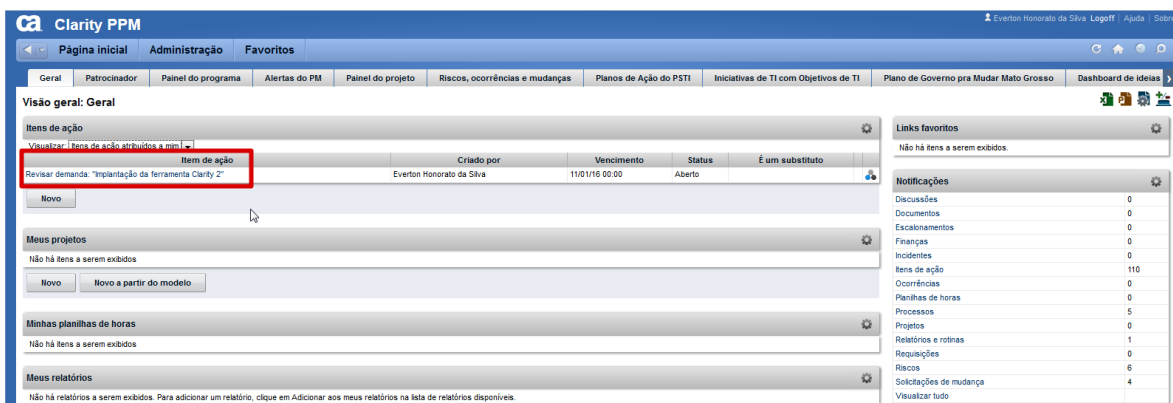 ca Clarity PPM
Everton Honorato da Silva Logoff | Ajuda | Sobre
Página inicial Administração Favoritos
Geral Patrocinador Painel do programa Alertas do PM Painel do projeto Riscos, ocorrências e mudanças Planos de Ação do PSTI Iniciativas de TI com Objetivos de TI Plano de Governo pra Mudar Mato Grosso Dashboard de ideias
Visão geral: Geral
Itens de ação
Visualizar: Itens de ação atribuídos a mim
Item de ação Criado por Vencimento Status É um substituto
Revisar demanda: "Implantação da ferramenta Clarity 2" Everton Honorato da Silva 11/01/16 00:00 Aberto
Novo
Meus projetos
Não há itens a serem exibidos
Novo Novo a partir do modelo
Minhas planilhas de horas
Não há itens a serem exibidos
Meus relatórios
Não há relatórios a serem exibidos. Para adicionar um relatório, clique em Adicionar aos meus relatórios na lista de relatórios disponíveis.
Links favoritos
Não há itens a serem exibidos.
Notificações
Discussões 0
Documentos 0
Escalonamentos 0
Finanças 0
Incidentes 0
Itens de ação 110
Ocorrências 0
Planilhas de horas 0
Processos 5
Projetos 0
Relatórios e rotinas 1
Requisições 0
Riscos 6
Solicitações de mudança 4
Visualizar tudo